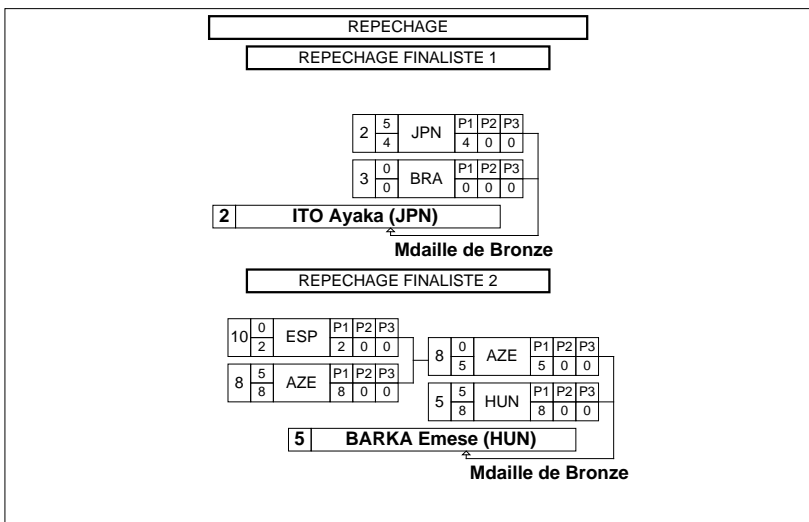 REPECHAGE
REPECHAGE FINALISTE 1
2 5 JPN P1 P2 P3
4 4 0 0
3 0 BRA P1 P2 P3
0 0 0 0
2 ITO Ayaka (JPN)
Mdaille de Bronze
REPECHAGE FINALISTE 2
10 0 ESP P1 P2 P3
2 2 0 0
8 5 AZE P1 P2 P3
8 8 0 0
8 0 AZE P1 P2 P3
5 5 0 0
5 5 HUN P1 P2 P3
8 8 0 0
5 BARKA Emese (HUN)
Mdaille de Bronze